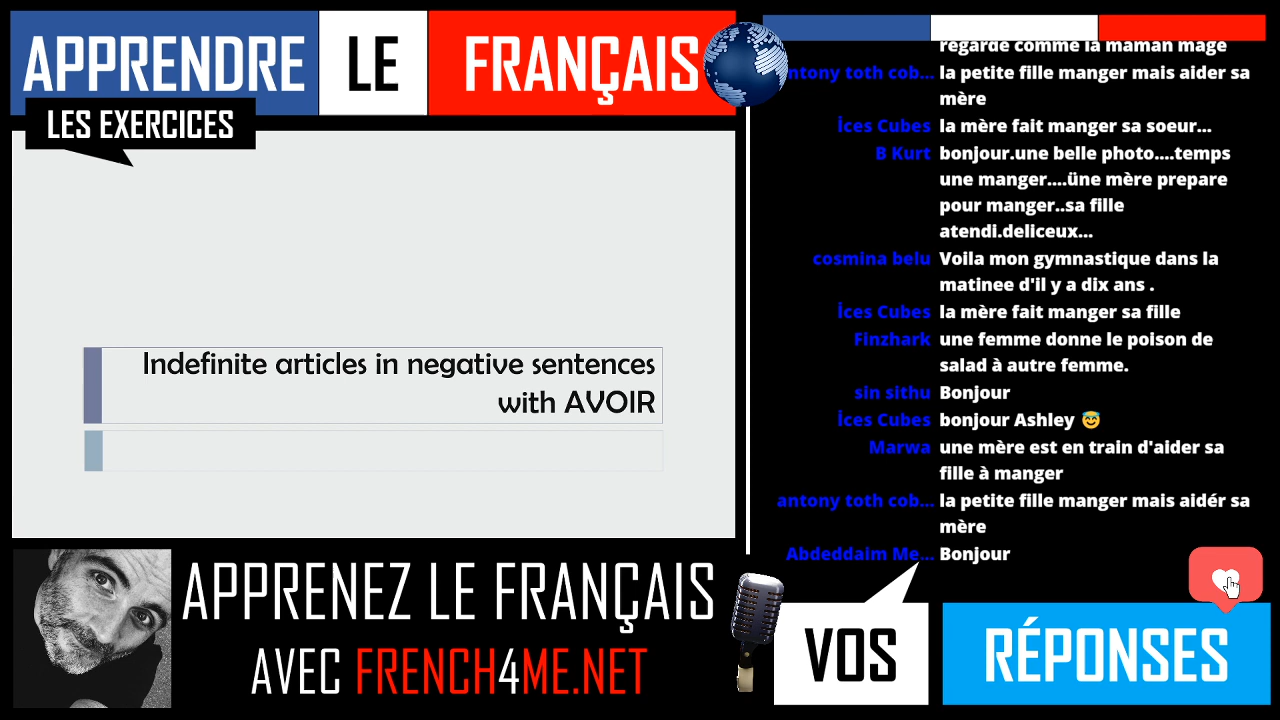 APPRENDRE LE FRANÇAIS
LES EXERCICES
Indefinite articles in negative sentences
with AVOIR
APPRENEZ LE FRANÇAIS
AVEC FRENCH4ME.NET
regarde comme la maman mage
ntony toth cob... la petite fille manger mais aider sa
mère
İces Cubes la mère fait manger sa soeur...
B Kurt bonjour.une belle photo....temps
une manger....üne mère prepare
pour manger..sa fille
atendi.deliceux...
cosmina belu Voila mon gymnastique dans la
matinee d'il y a dix ans .
İces Cubes la mère fait manger sa fille
Finzhark une femme donne le poison de
salad à autre femme.
sin sithu Bonjour
İces Cubes bonjour Ashley 😇
Marwa une mère est en train d'aider sa
fille à manger
antony toth cob... la petite fille manger mais aidér sa
mère
Abdeddaim Me... Bonjour
VOS RÉPONSES